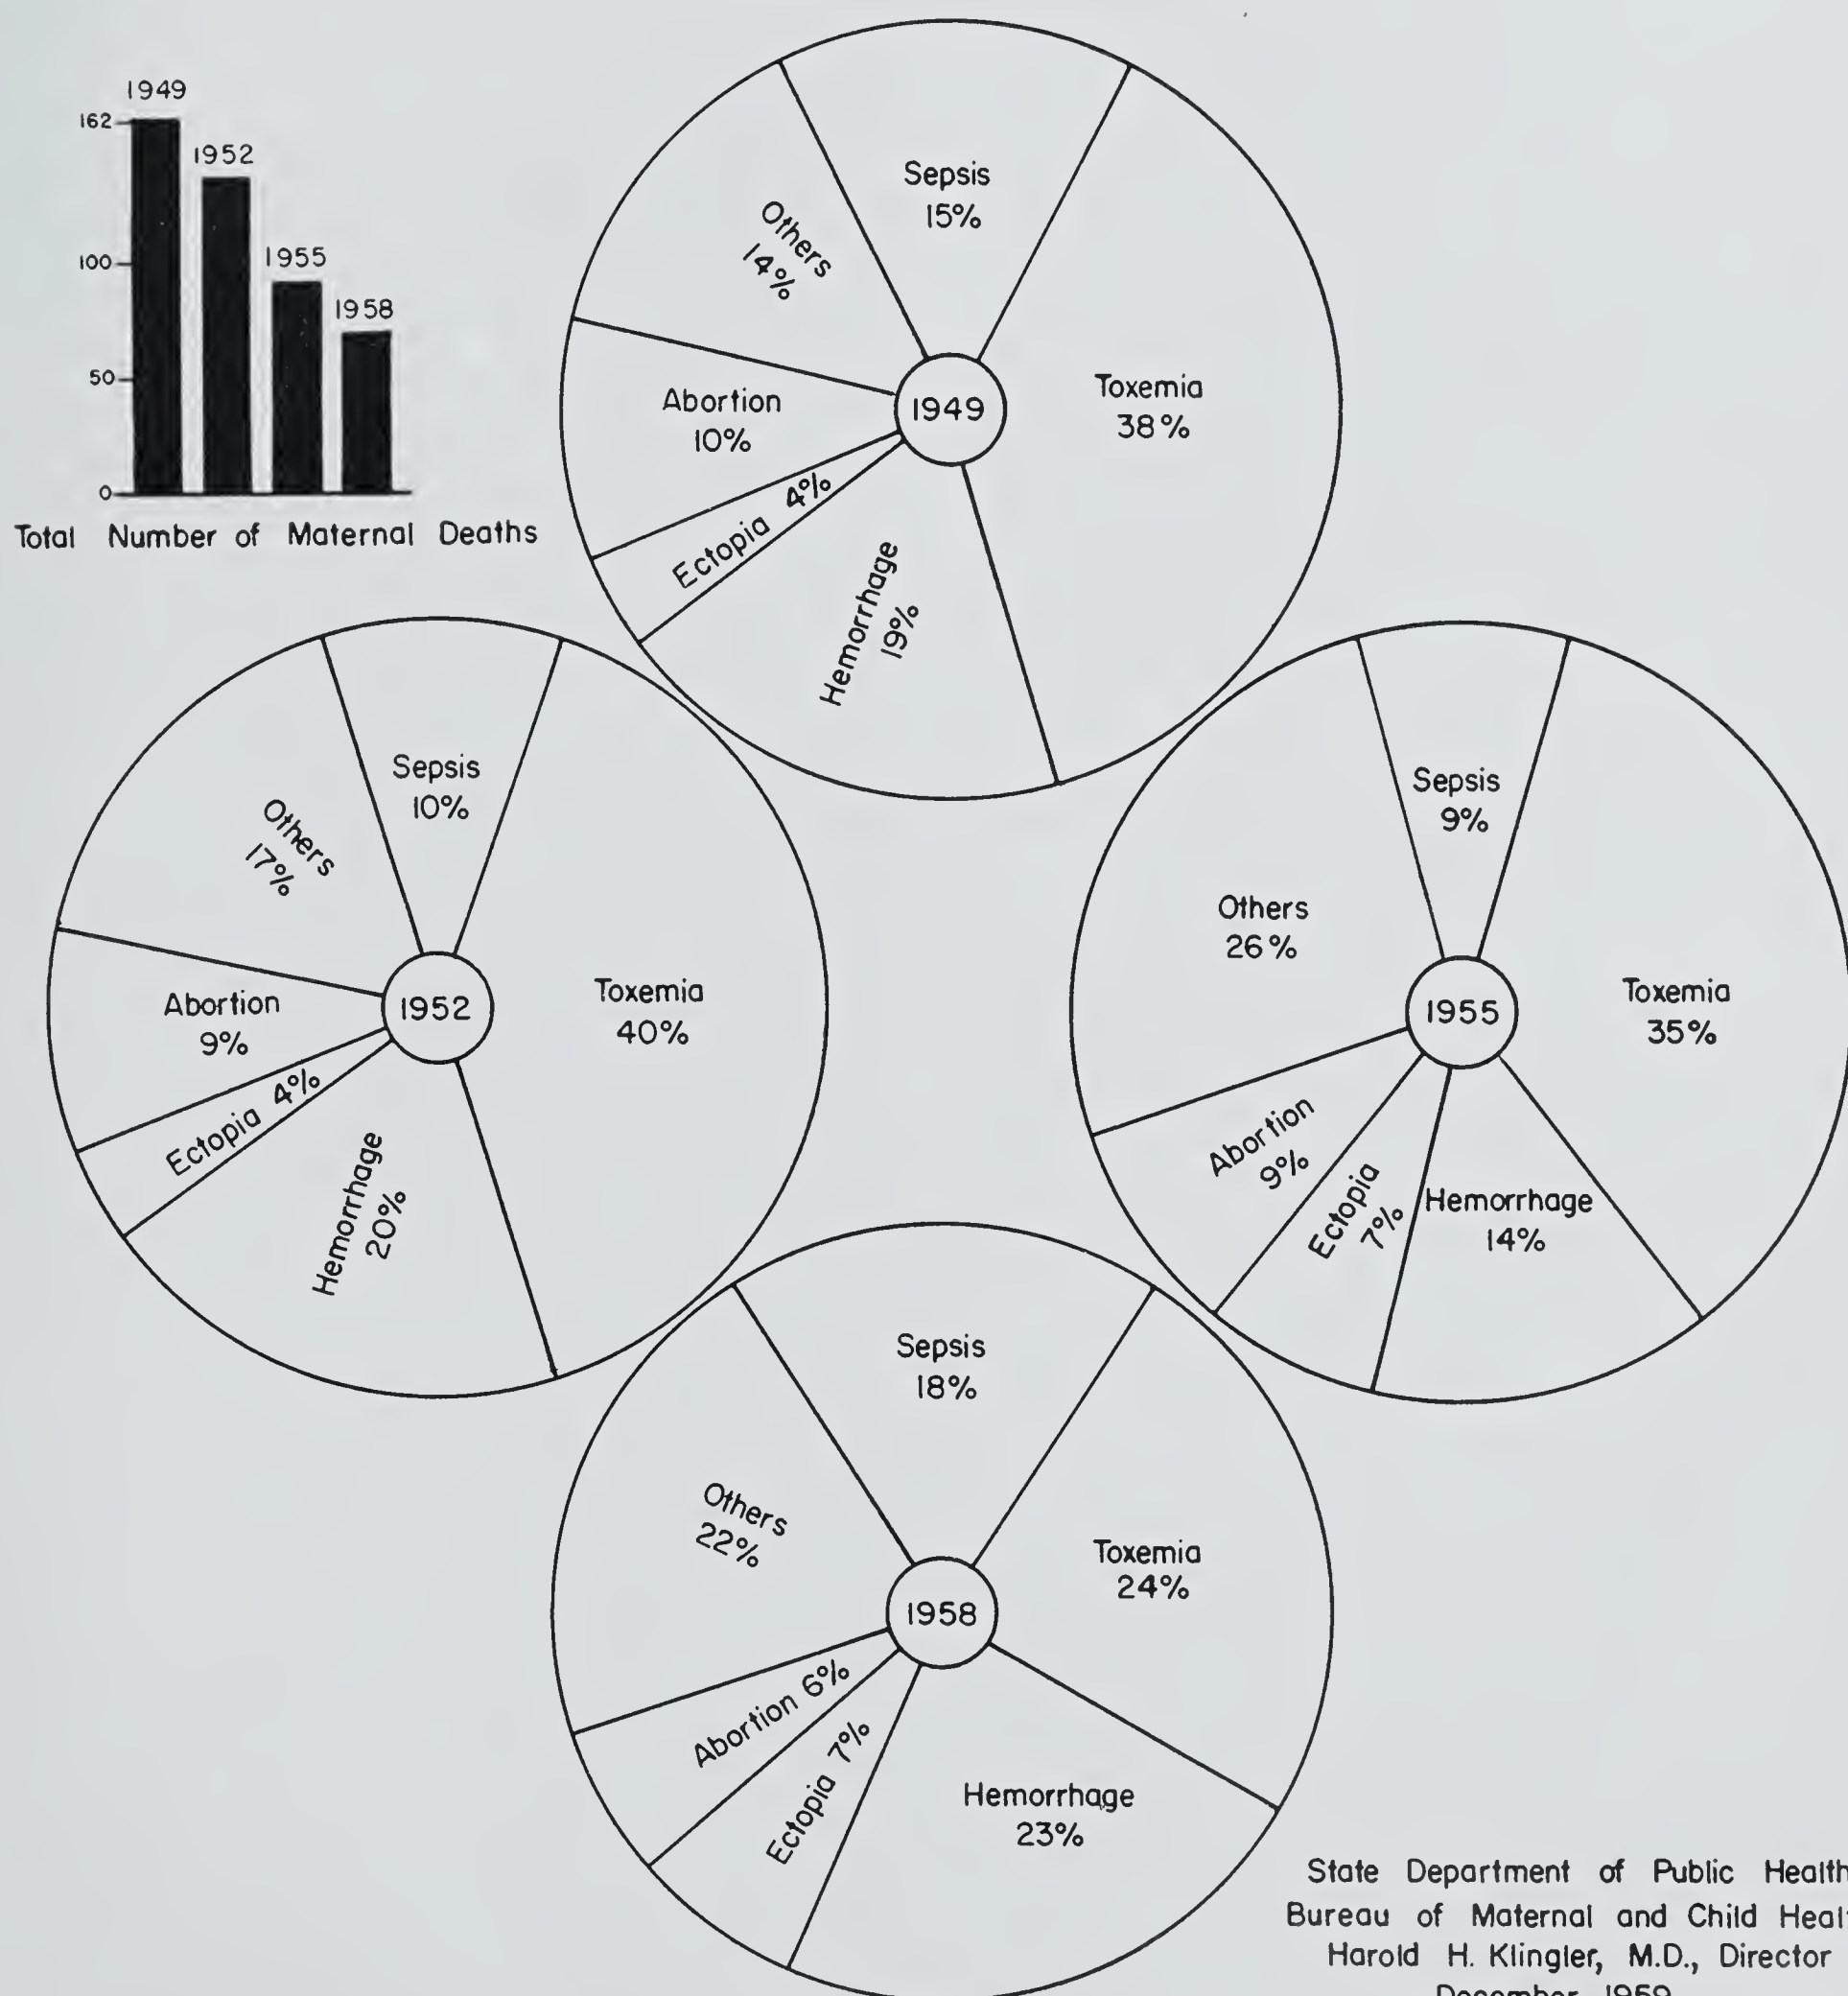 1949
162
1952
100
1955
1958
50
0
Total Number of Maternal Deaths
Sepsis
15%
Others
14%
Toxemia
38%
Abortion
10%
1949
Ectopia 4%
Hemorrhage
19%
Sepsis
10%
Others
17%
Toxemia
40%
Abortion
9%
1952
Ectopia 4%
Hemorrhage
20%
Sepsis
9%
Others
26%
Toxemia
35%
1955
Abortion
9%
Ectopia
7%
Hemorrhage
14%
Sepsis
18%
Others
22%
Toxemia
24%
1958
Abortion 6%
Ectopia 7%
Hemorrhage
23%
State Department of Public Health
Bureau of Maternal and Child Healt
Harold H. Klingler, M.D., Director
December 1959